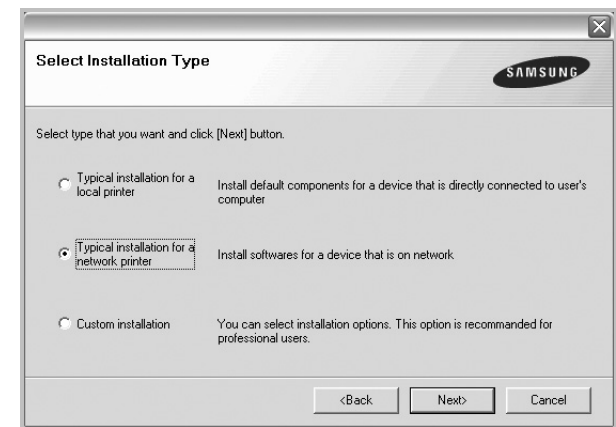 Select Installation Type
SAMSUNG
Select type that you want and click [Next] button.
Typical installation for a
local printer
Install default components for a device that is directly connected to user's
computer
Typical installation for a
network printer
Install softwares for a device that is on network
Custom installation
You can select installation options. This option is recommanded for
professional users.
<Back
Next>
Cancel